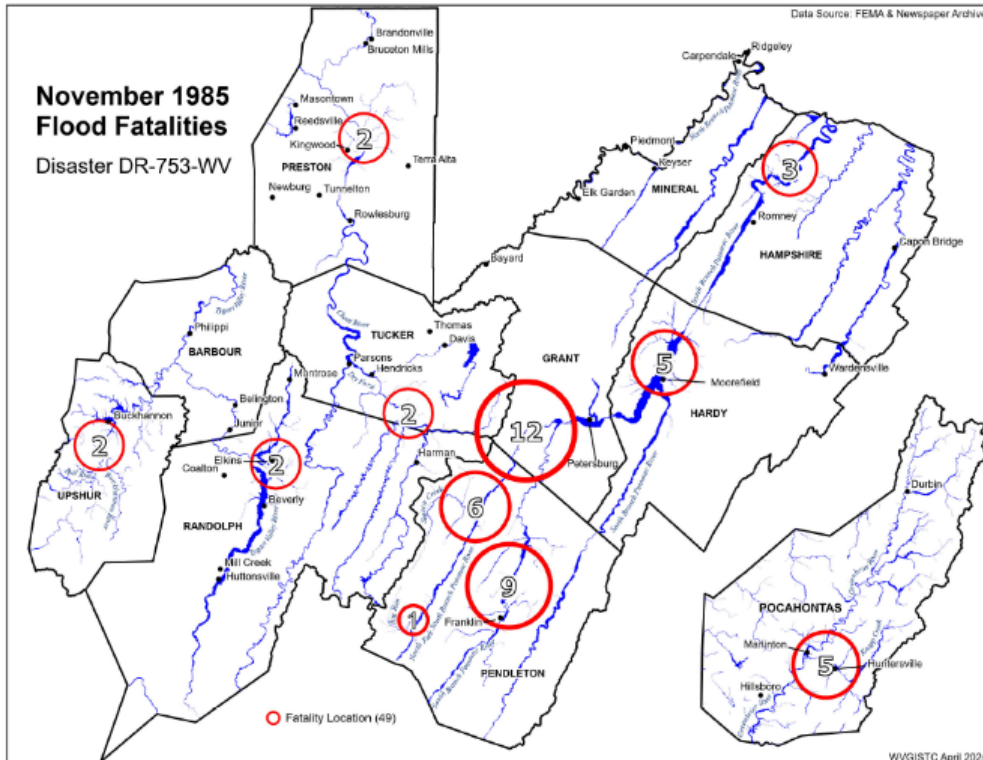 Data Source: FEMA & Newspaper Archive
November 1985
Flood Fatalities
Disaster DR-753-WV
Brandonville
Bruceton Mills
Masontown
Reedsville
Kingwood
2
PRESTON
Terra Alta
Newburg
Tunnelton
Rowlesburg
Ridgeley
Carpendale
Piedmont
Keyser
MINERAL
Elk Garden
3
Romney
HAMPSHIRE
Capon Bridge
Bayard
Philippi
BARBOUR
Cheat River
TUCKER
Thomas
Davis
Parsons
Hendricks
Dry Fork
GRANT
5
Moorefield
HARDY
Wardensville
Montrose
Belington
Junior
Buckhannon
2
UPSHUR
Elkins
2
Coalton
Beverly
RANDOLPH
Mill Creek
Huttonsville
2
Harman
12
Petersburg
6
9
1
Franklin
PENDLETON
Durbin
POCAHONTAS
Marlinton
5
Huntersville
Hillsboro
Fatality Location (49)